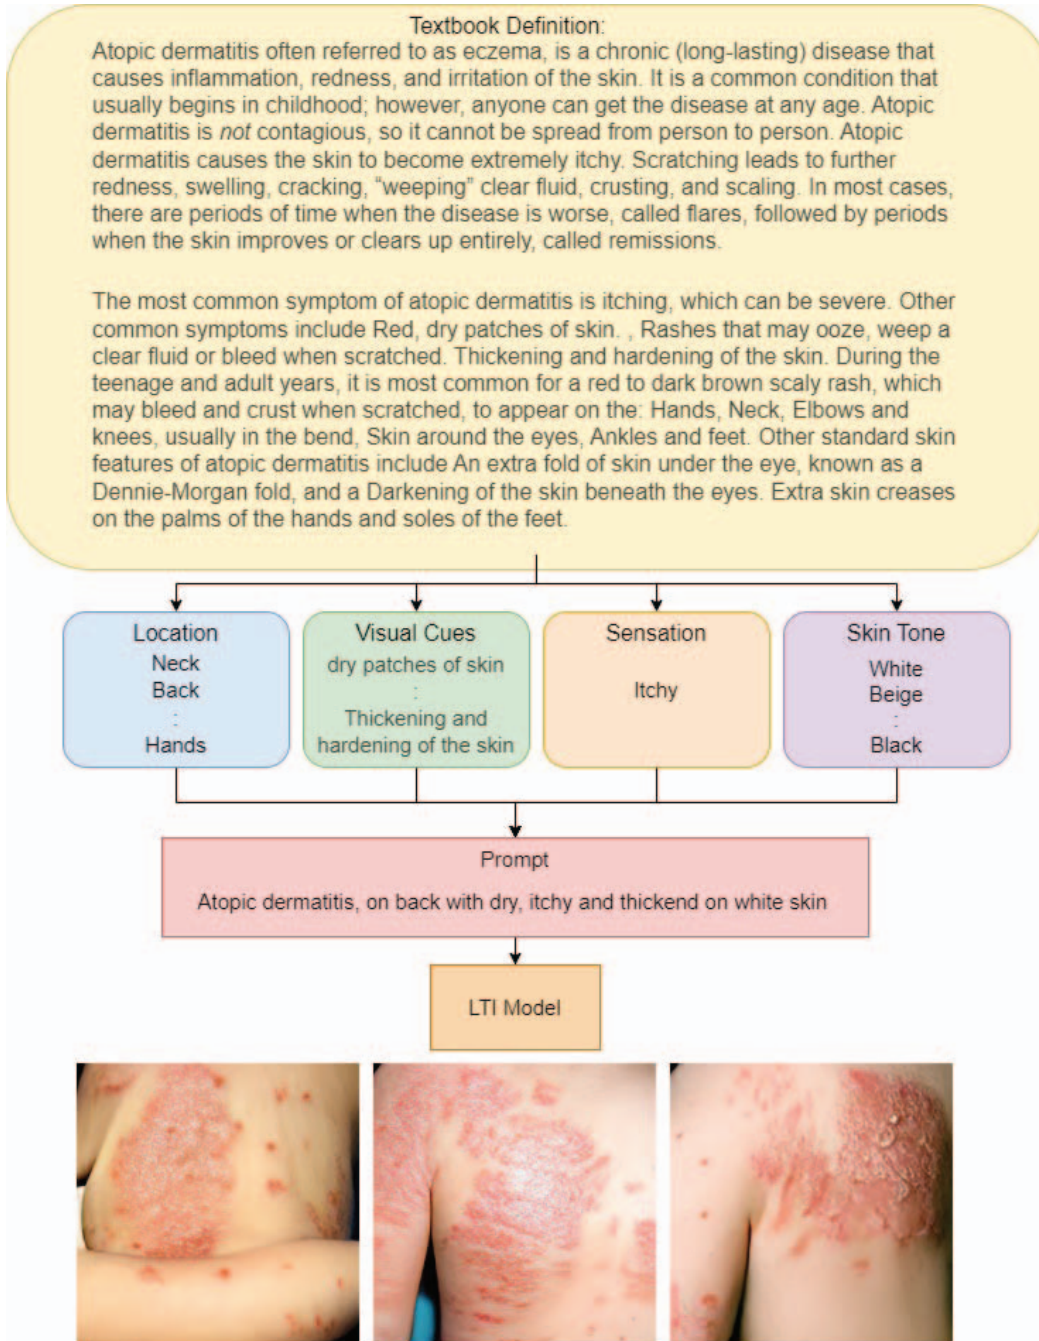 Textbook Definition:
Atopic dermatitis often referred to as eczema, is a chronic (long-lasting) disease that
causes inflammation, redness, and irritation of the skin. It is a common condition that
usually begins in childhood; however, anyone can get the disease at any age. Atopic
dermatitis is not contagious, so it cannot be spread from person to person. Atopic
dermatitis causes the skin to become extremely itchy. Scratching leads to further
redness, swelling, cracking, “weeping” clear fluid, crusting, and scaling. In most cases,
there are periods of time when the disease is worse, called flares, followed by periods
when the skin improves or clears up entirely, called remissions.
The most common symptom of atopic dermatitis is itching, which can be severe. Other
common symptoms include Red, dry patches of skin. , Rashes that may ooze, weep a
clear fluid or bleed when scratched. Thickening and hardening of the skin. During the
teenage and adult years, it is most common for a red to dark brown scaly rash, which
may bleed and crust when scratched, to appear on the: Hands, Neck, Elbows and
knees, usually in the bend, Skin around the eyes, Ankles and feet. Other standard skin
features of atopic dermatitis include An extra fold of skin under the eye, known as a
Dennie-Morgan fold, and a Darkening of the skin beneath the eyes. Extra skin creases
on the palms of the hands and soles of the feet.
Location
Neck
Back
:
Hands
Visual Cues
dry patches of skin
:
Thickening and
hardening of the skin
Sensation
Itchy
Skin Tone
White
Beige
:
Black
Prompt
Atopic dermatitis, on back with dry, itchy and thickend on white skin
LTI Model